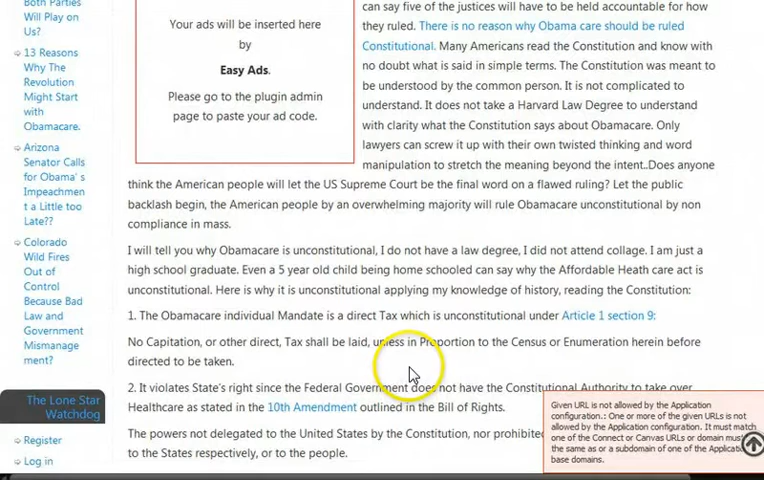 Both Parties
Will Play on
Us?
13 Reasons
Why The
Revolution
Might Start
with
Obamacare.
Arizona
Senator Calls
for Obama' s
Impeachmen
t a Little too
Late??
Colorado
Wild Fires
Out of
Control
Because Bad
Law and
Government
Mismanage
ment?
The Lone Star
Watchdog
Register
Log in
Your ads will be inserted here
by
Easy Ads.
Please go to the plugin admin
page to paste your ad code.
can say five of the justices will have to be held accountable for how
they ruled. There is no reason why Obama care should be ruled
Constitutional. Many Americans read the Constitution and know with
no doubt what is said in simple terms. The Constitution was meant to
be understood by the common person. It is not complicated to
understand. It does not take a Harvard Law Degree to understand
with clarity what the Constitution says about Obamacare. Only
lawyers can screw it up with their own twisted thinking and word
manipulation to stretch the meaning beyond the intent..Does anyone
think the American people will let the US Supreme Court be the final word on a flawed ruling? Let the public
backlash begin, the American people by an overwhelming majority will rule Obamacare unconstitutional by non
compliance in mass.
I will tell you why Obamacare is unconstitutional, I do not have a law degree, I did not attend collage. I am just a
high school graduate. Even a 5 year old child being home schooled can say why the Affordable Heath care act is
unconstitutional. Here is why it is unconstitutional applying my knowledge of history, reading the Constitution:
1. The Obamacare individual Mandate is a direct Tax which is unconstitutional under Article 1 section 9:
No Capitation, or other direct, Tax shall be laid, unless in Proportion to the Census or Enumeration herein before
directed to be taken.
2. It violates State's right since the Federal Government does not have the Constitutional Authority to take over
Healthcare as stated in the 10th Amendment outlined in the Bill of Rights.
The powers not delegated to the United States by the Constitution, nor prohibited
to the States respectively, or to the people.
Given URL is not allowed by the Application
configuration.: One or more of the given URLs is not
allowed by the Application configuration. It must match
one of the Connect or Canvas URLs or domain must
the same as or a subdomain of one of the
base domains.